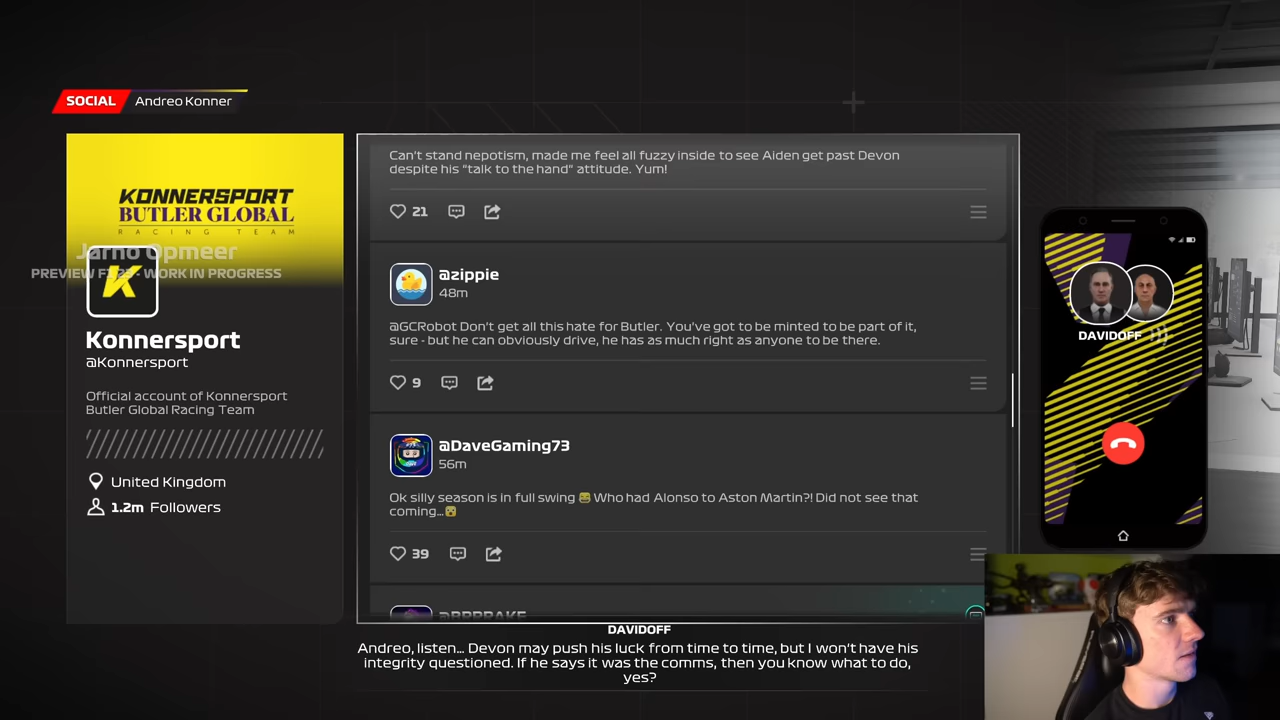 SOCIAL Andreo Konner
KONNERSPORT
BUTLER GLOBAL
RACING TEAM
Jarno Opmeer
PREVIEW F1 23 - WORK IN PROGRESS
K
Konnersport
@Konnersport
Official account of Konnersport
Butler Global Racing Team
United Kingdom
1.2m Followers
Can't stand nepotism, made me feel all fuzzy inside to see Aiden get past Devon
despite his "talk to the hand" attitude. Yum!
21
@zippie
48m
@GCRobot Don't get all this hate for Butler. You've got to be minted to be part of it,
sure - but he can obviously drive, he has as much right as anyone to be there.
9
@DaveGaming73
56m
Ok silly season is in full swing 😆 Who had Alonso to Aston Martin?! Did not see that
coming...😮
39
@BRRRAKE
DAVIDOFF
DAVIDOFF
Andreo, listen... Devon may push his luck from time to time, but I won't have his
integrity questioned. If he says it was the comms, then you know what to do,
yes?